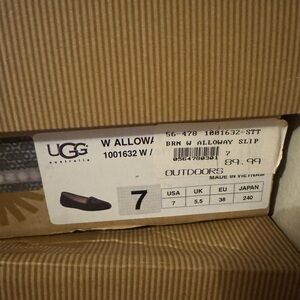 UGG
australia
W ALLOWA
1001632 W /
56-478 1001632-STT
BRN W ALLOWAY SLIP
7
0564780301
89.99
OUTDOORS
MADE IN VIETNAM
7
USA UK EU JAPAN
7 5.5 38 240